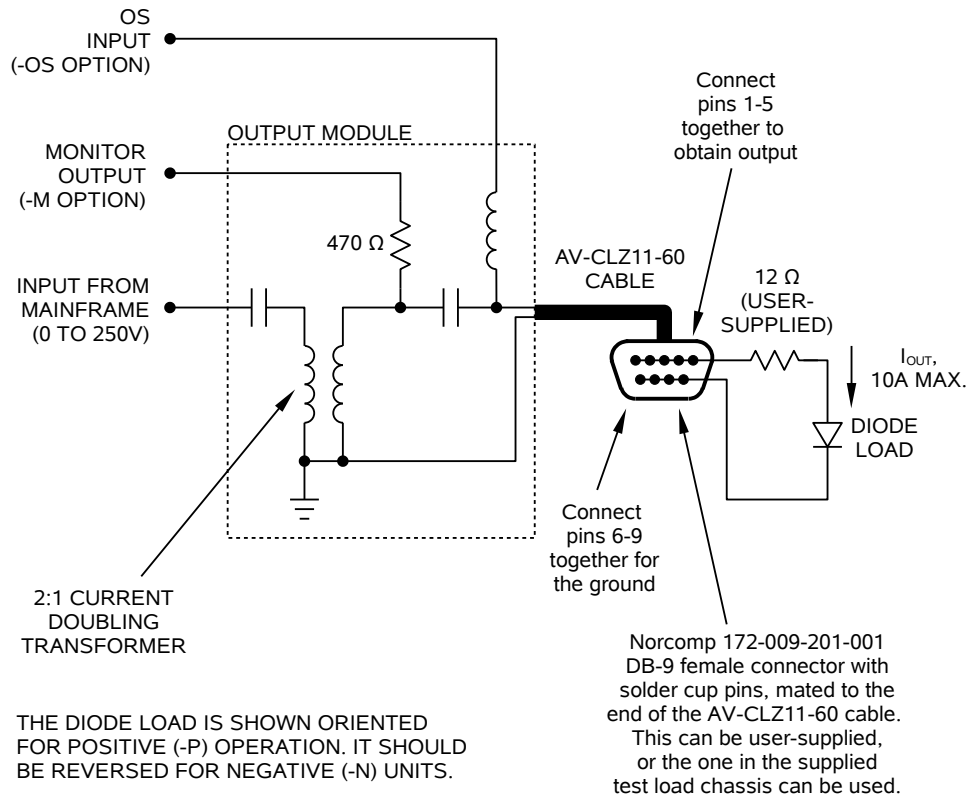 OS
INPUT
(-OS OPTION)
Connect
pins 1-5
together to
obtain output
OUTPUT MODULE
MONITOR
OUTPUT
(-M OPTION)
470 Ω
AV-CLZ11-60
CABLE
12 Ω
(USER-
SUPPLIED)
INPUT FROM
MAINFRAME
(0 TO 250V)
IOUT,
10A MAX.
DIODE
LOAD
Connect
pins 6-9
together for
the ground
2:1 CURRENT
DOUBLING
TRANSFORMER
Norcomp 172-009-201-001
DB-9 female connector with
solder cup pins, mated to the
end of the AV-CLZ11-60 cable.
This can be user-supplied,
or the one in the supplied
test load chassis can be used.
THE DIODE LOAD IS SHOWN ORIENTED
FOR POSITIVE (-P) OPERATION. IT SHOULD
BE REVERSED FOR NEGATIVE (-N) UNITS.